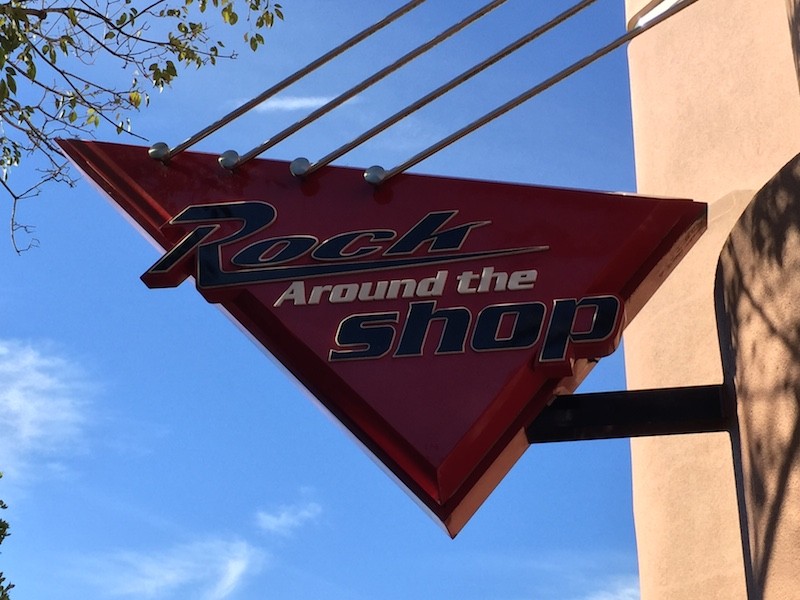 Rock
Around the
shop